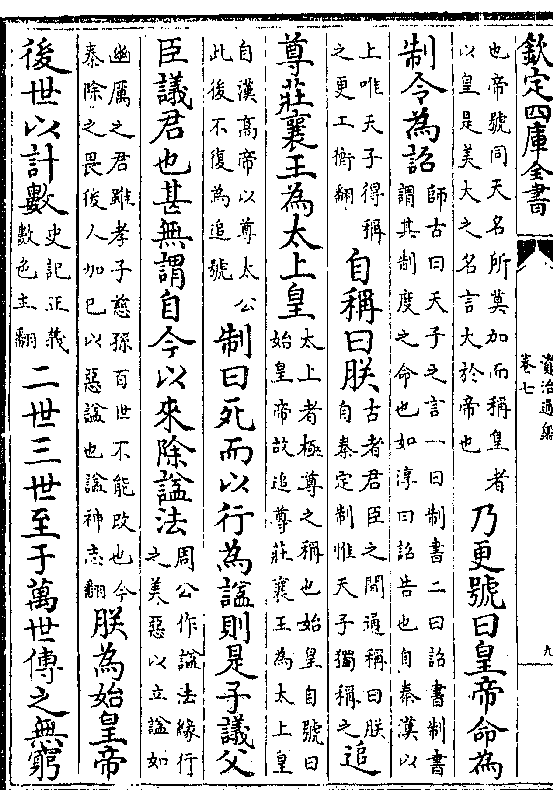 欽定四庫全書
資治通鑑
卷七
九
也帝號同天名所莫加而稱皇者
以皇是美大之名言大於帝也
乃更號曰皇帝命為
制令為詔
師古曰天子之言一曰制書二曰詔書制書
謂其制度之命也如淳曰詔告也自秦漢以
上唯天子得稱
之更工衡翻
自稱曰朕
古者君臣之間通稱曰朕
自秦定制惟天子獨稱之
追
尊莊襄王為太上皇
太上者極尊之稱也始皇自號曰
始皇帝故追尊莊襄王為太上皇
自漢高帝以尊太公
此後不復為追號
制曰死而以行為謚則是子議父
臣議君也甚無謂自今以來除謚法
周公作謚法緣行
之美惡以立謚如
幽厲之君雖孝子慈孫百世不能改也今
秦除之畏後人加已以惡謚也謚神志翻
朕為始皇帝
後世以計數
史記正義
數色主翻
二世三世至于萬世傳之無窮